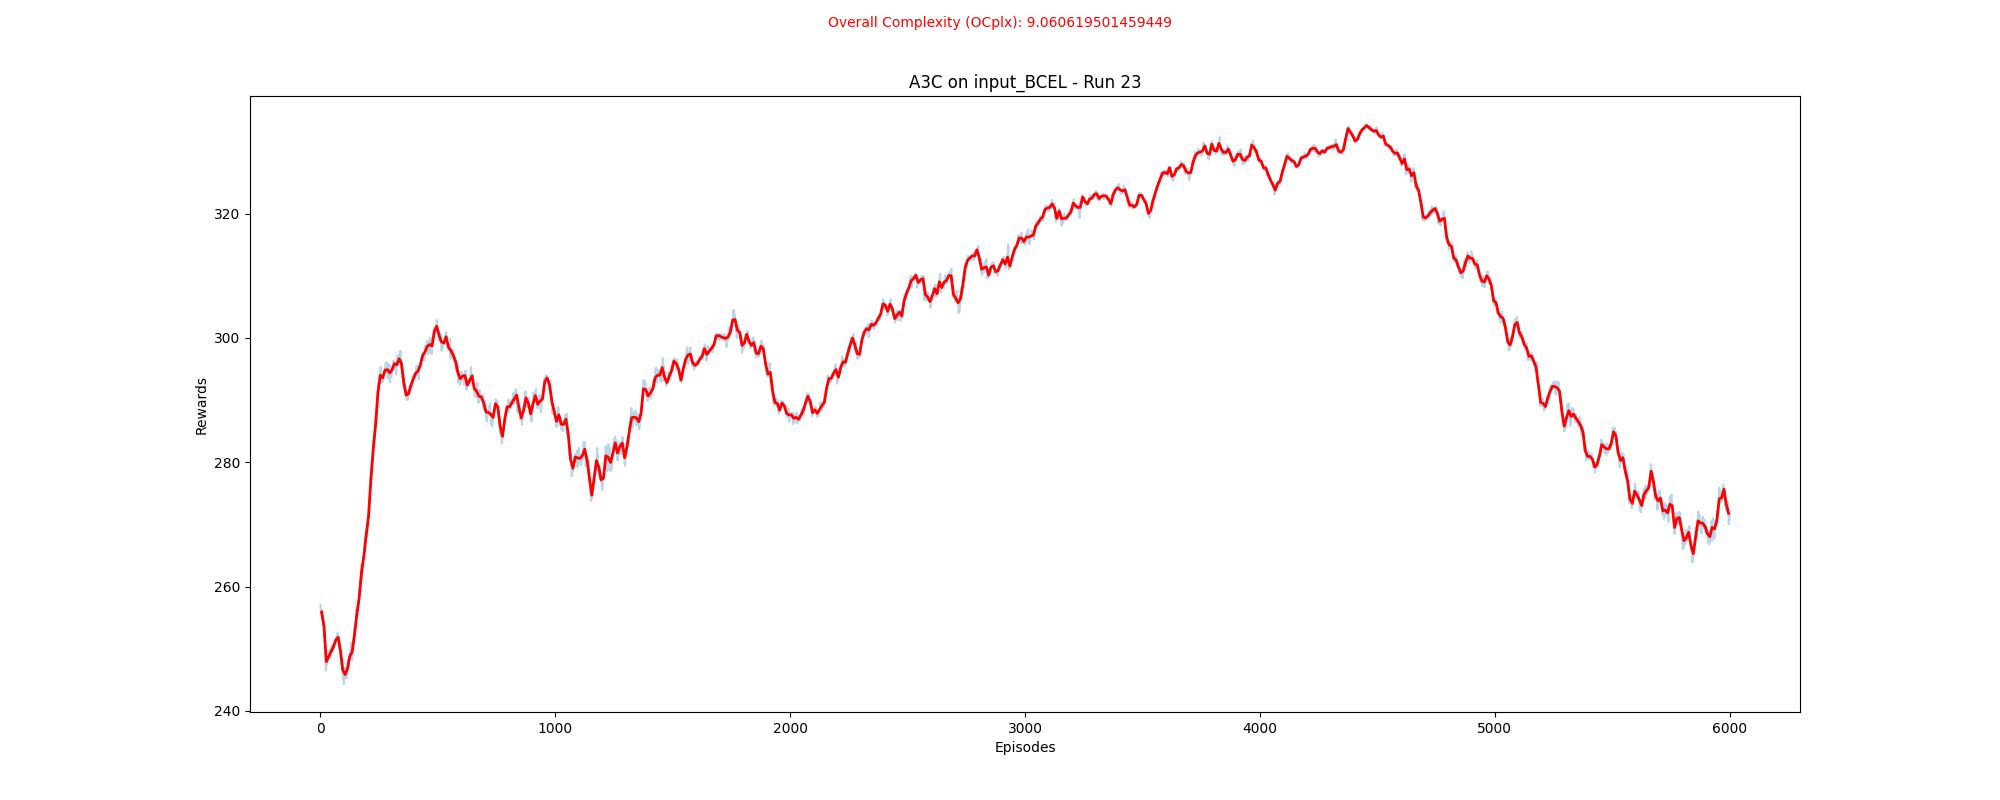 Overall Complexity (OCplx): 9.060619501459449
A3C on input_BCEL - Run 23
Rewards
320
300
280
260
240
0 1000 2000 3000 4000 5000 6000
Episodes